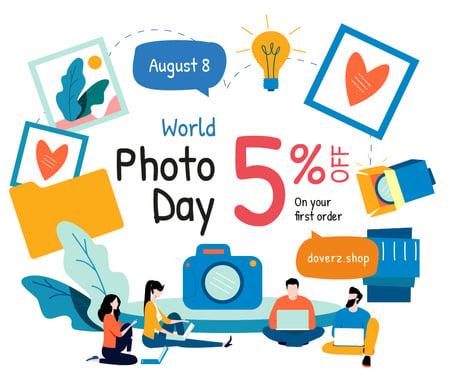 August 8
World
Photo
Day
5% OFF
On your
first order
doverz.shop